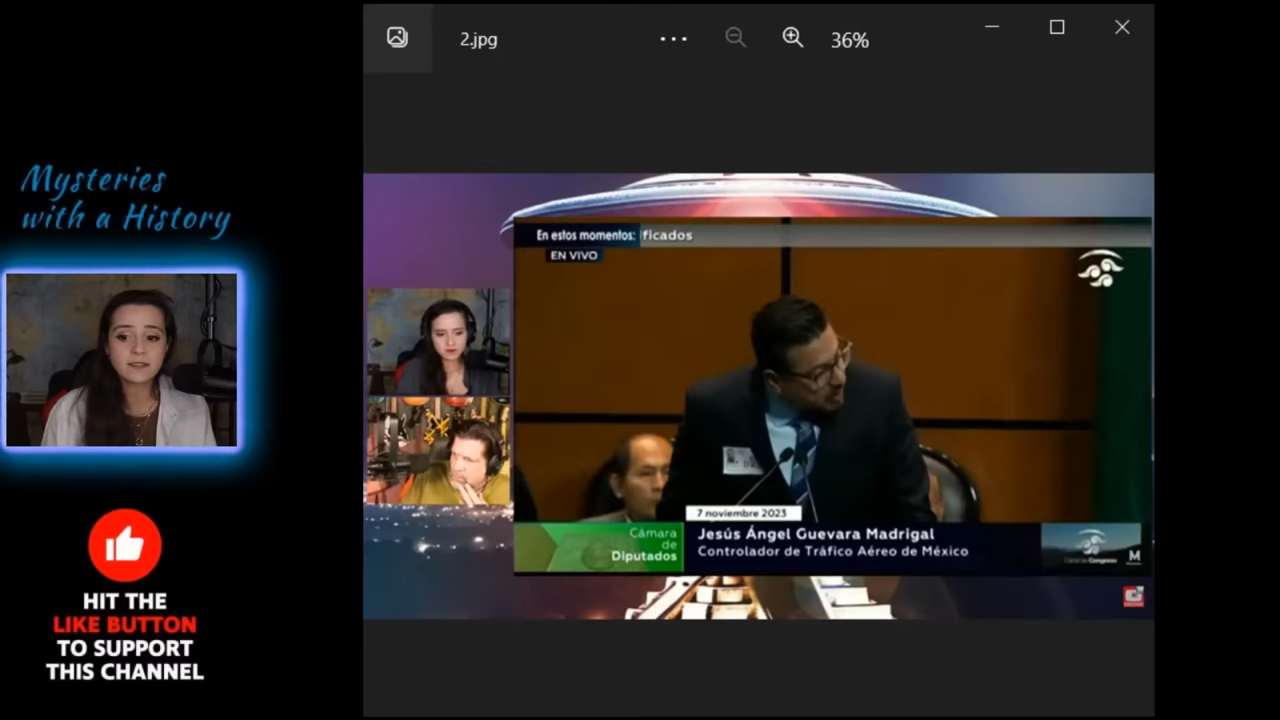 2.jpg
36%
Mysteries
with a History
En estos momentos: ficados
EN VIVO
7 noviembre 2023
Cámara
de
Diputados
Jesús Ángel Guevara Madrigal
Controlador de Tráfico Aéreo de México
M
HIT THE
LIKE BUTTON
TO SUPPORT
THIS CHANNEL